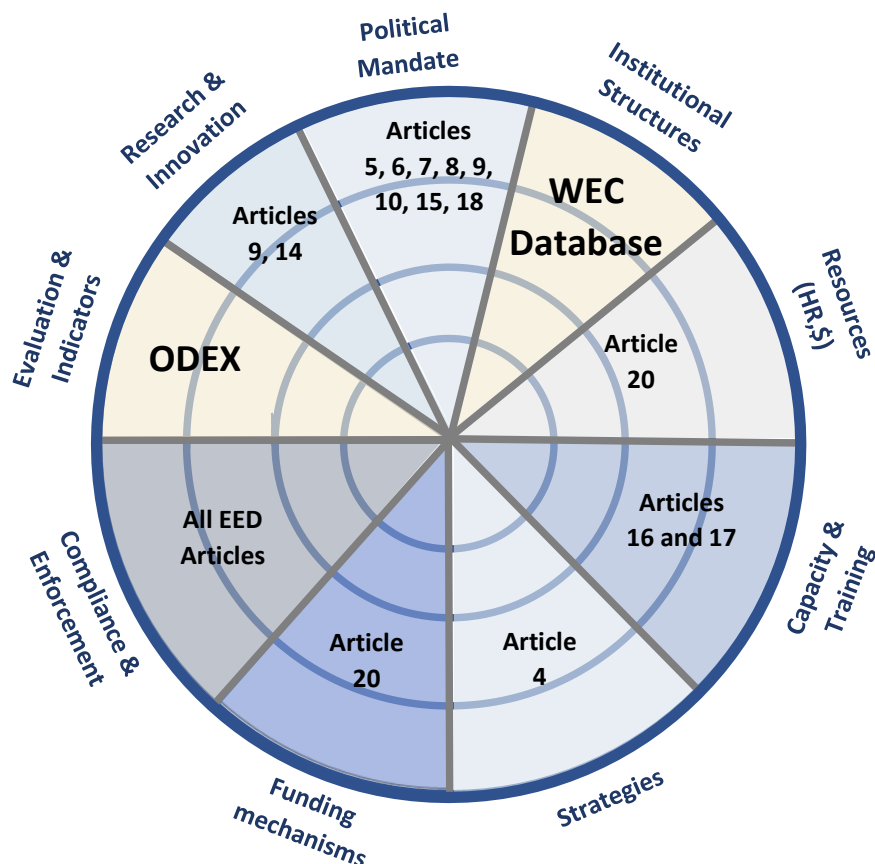 Political
Mandate
Institutional
Structures
Resources
(HR,$)
Capacity &
Training
Strategies
Funding
mechanisms
Compliance &
Enforcement
Evaluation &
Indicators
Research &
Innovation
Articles
5, 6, 7, 8, 9,
10, 15, 18
WEC
Database
Article
20
Articles
16 and 17
Article
4
Article
20
All EED
Articles
ODEX
Articles
9, 14